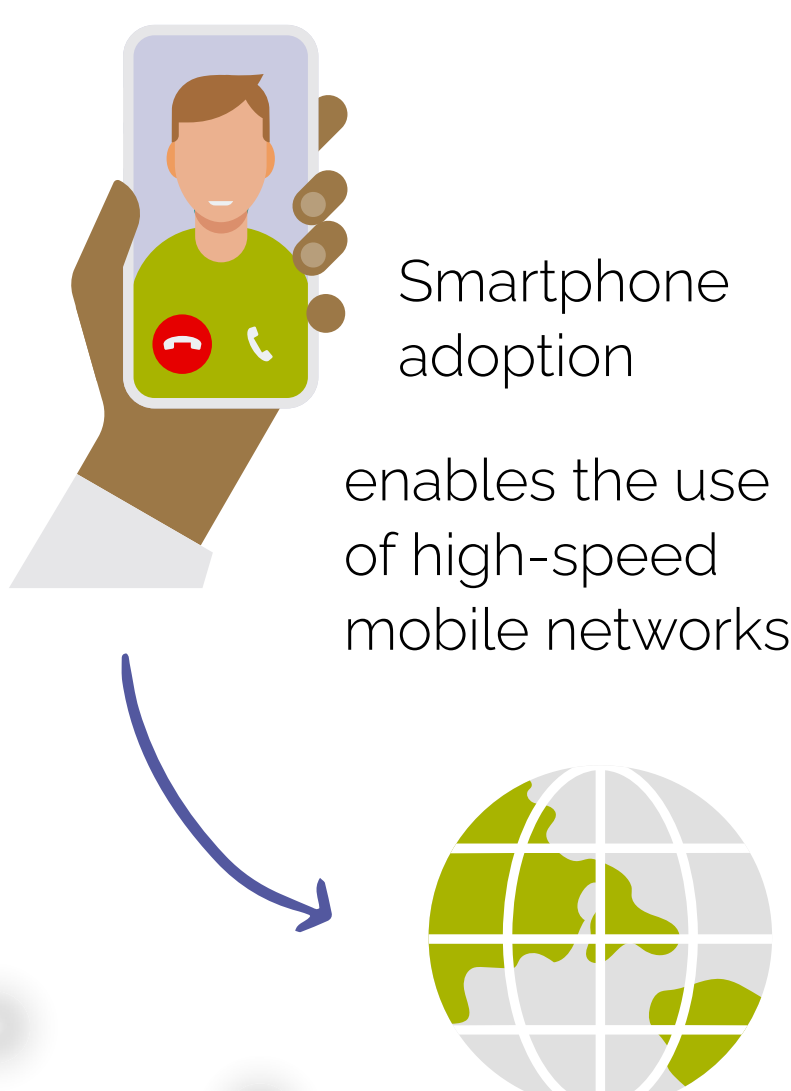 Smartphone
adoption
enables the use
of high-speed
mobile networks